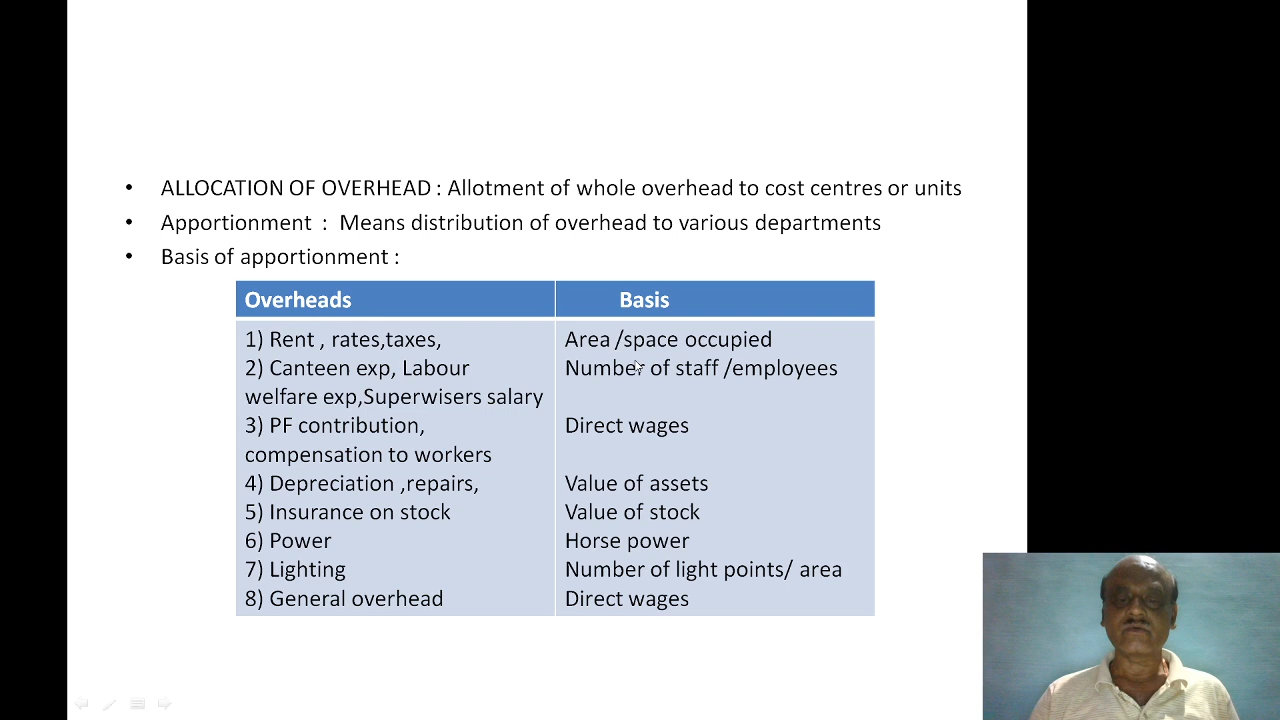 • ALLOCATION OF OVERHEAD : Allotment of whole overhead to cost centres or units
• Apportionment : Means distribution of overhead to various departments
• Basis of apportionment :
Overheads Basis
1) Rent , rates,taxes, Area /space occupied
2) Canteen exp, Labour Number of staff /employees
welfare exp,Superwisers salary
3) PF contribution, Direct wages
compensation to workers
4) Depreciation ,repairs, Value of assets
5) Insurance on stock Value of stock
6) Power Horse power
7) Lighting Number of light points/ area
8) General overhead Direct wages